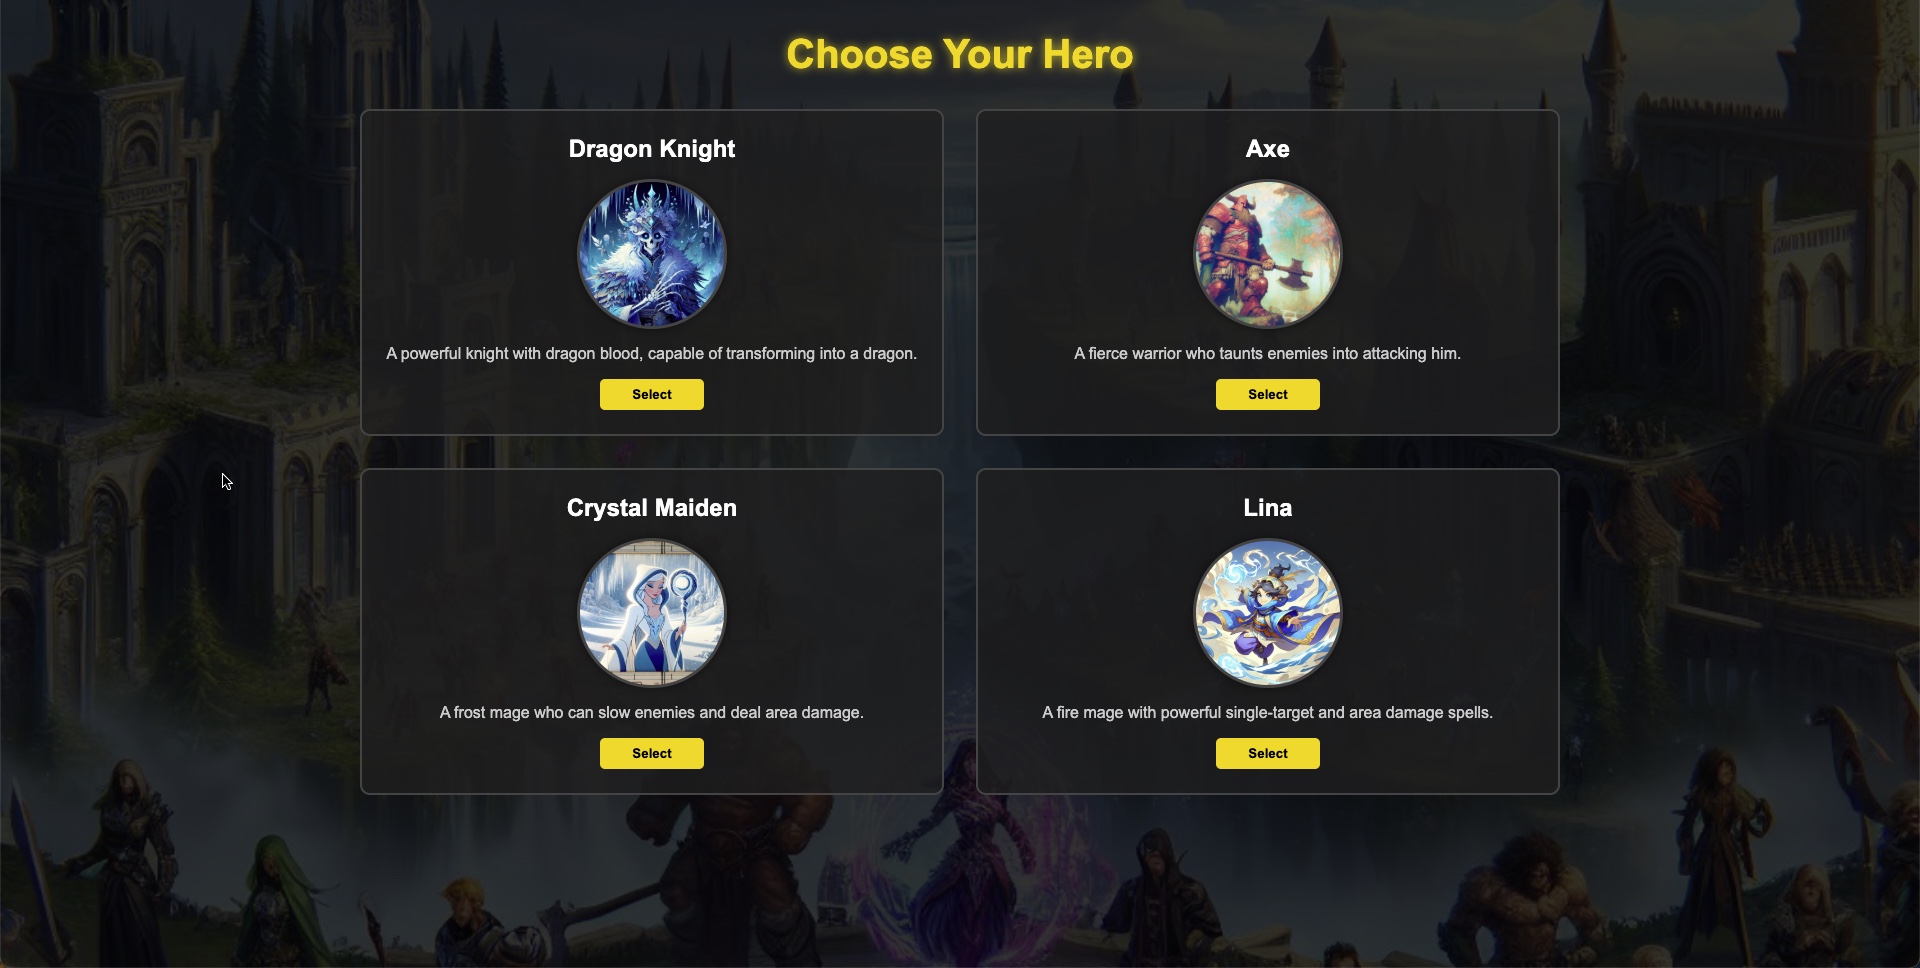 Choose Your Hero
Dragon Knight
A powerful knight with dragon blood, capable of transforming into a dragon.
Select
Axe
A fierce warrior who taunts enemies into attacking him.
Select
Crystal Maiden
A frost mage who can slow enemies and deal area damage.
Select
Lina
A fire mage with powerful single-target and area damage spells.
Select